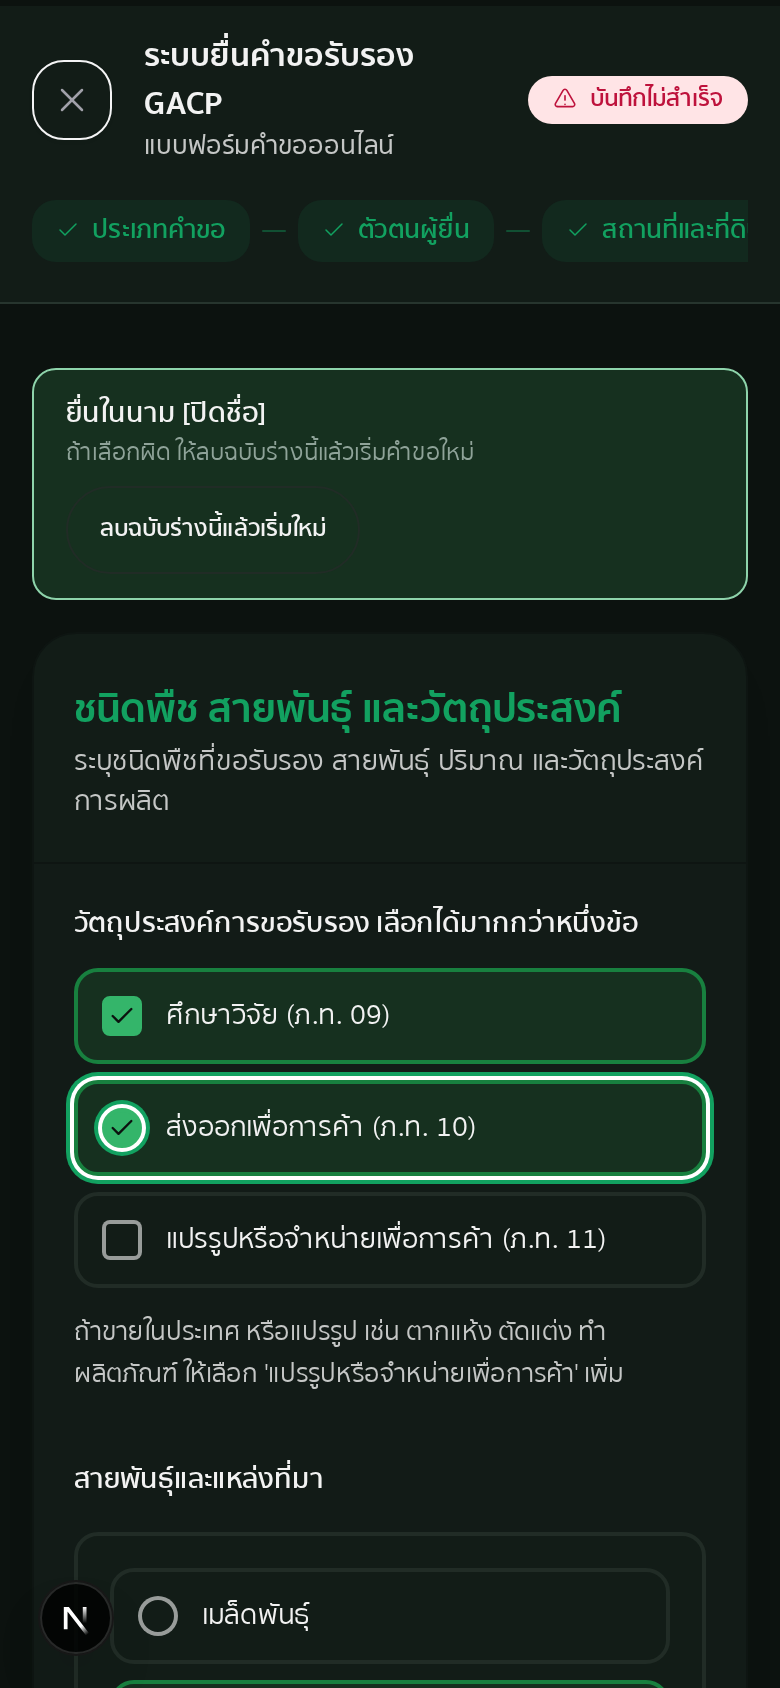 ระบบยื่นคำขอรับรอง
GACP
แบบฟอร์มคำขอออนไลน์
บันทึกไม่สำเร็จ
ประเภทคำขอ
ตัวตนผู้ยื่น
สถานที่และที่ดิ
ยื่นในนาม [ปิดชื่อ]
ถ้าเลือกผิด ให้ลบฉบับร่างนี้แล้วเริ่มคำขอใหม่
ลบฉบับร่างนี้แล้วเริ่มใหม่
ชนิดพืช สายพันธุ์ และวัตถุประสงค์
ระบุชนิดพืชที่ขอรับรอง สายพันธุ์ ปริมาณ และวัตถุประสงค์
การผลิต
วัตถุประสงค์การขอรับรอง เลือกได้มากกว่าหนึ่งข้อ
ศึกษาวิจัย (ภ.ท. 09)
ส่งออกเพื่อการค้า (ภ.ท. 10)
แปรรูปหรือจำหน่ายเพื่อการค้า (ภ.ท. 11)
ถ้าขายในประเทศ หรือแปรรูป เช่น ตากแห้ง ตัดแต่ง ทำ
ผลิตภัณฑ์ ให้เลือก 'แปรรูปหรือจำหน่ายเพื่อการค้า' เพิ่ม
สายพันธุ์และแหล่งที่มา
เมล็ดพันธุ์
N